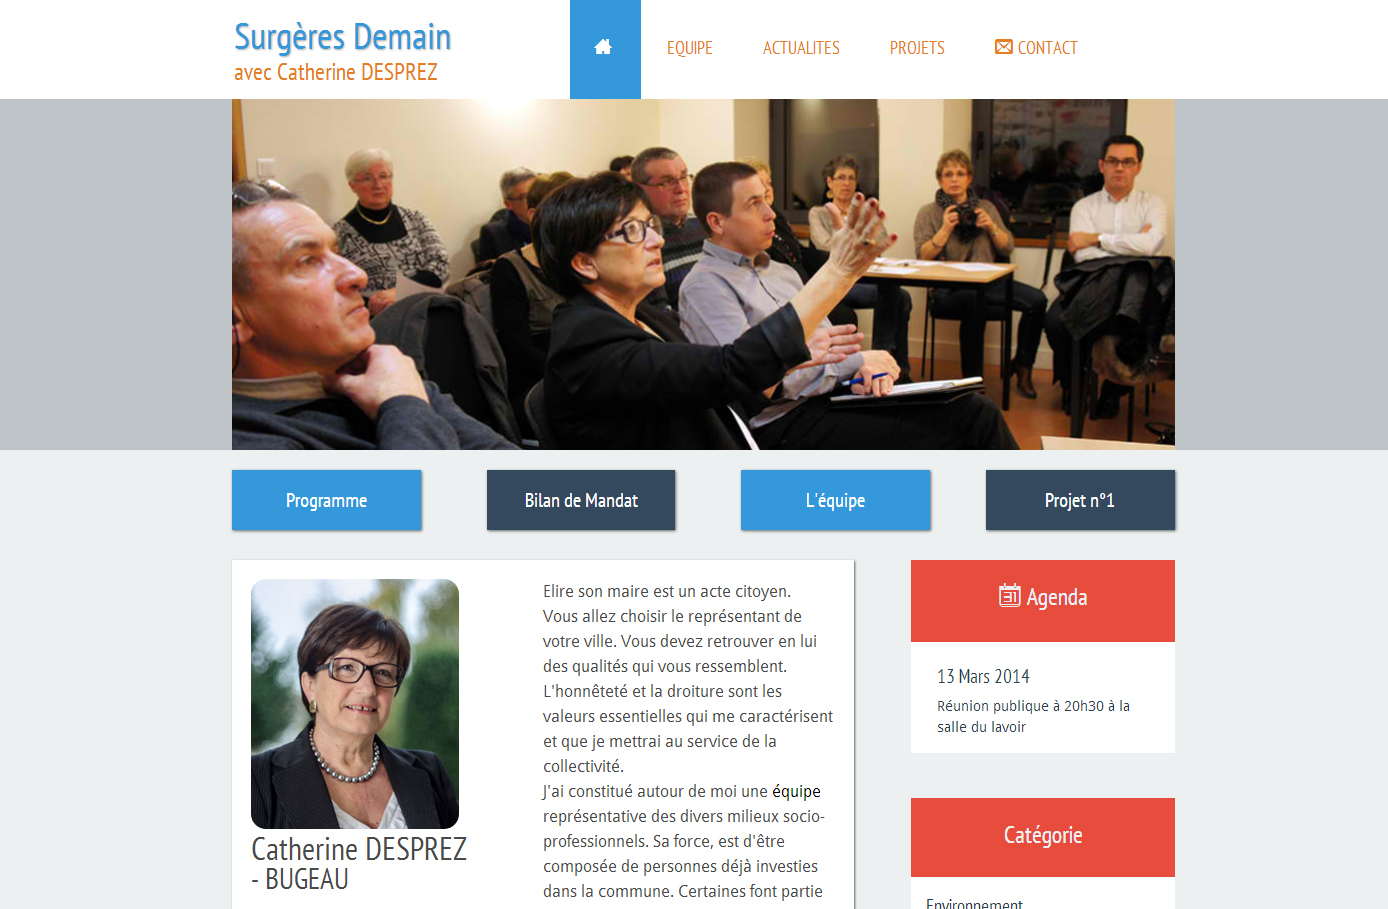 Surgères Demain
avec Catherine DESPREZ
EQUIPE
ACTUALITES
PROJETS
CONTACT
Programme
Bilan de Mandat
L'équipe
Projet n°1
Catherine DESPREZ
- BUGEAU
Elire son maire est un acte citoyen.
Vous allez choisir le représentant de
votre ville. Vous devez retrouver en lui
des qualités qui vous ressemblent.
L'honnêteté et la droiture sont les
valeurs essentielles qui me caractérisent
et que je mettrai au service de la
collectivité.
J'ai constitué autour de moi une équipe
représentative des divers milieux socio-
professionnels. Sa force, est d'être
composée de personnes déjà investies
dans la commune. Certaines font partie
31 Agenda
13 Mars 2014
Réunion publique à 20h30 à la
salle du lavoir
Catégorie
Environnement